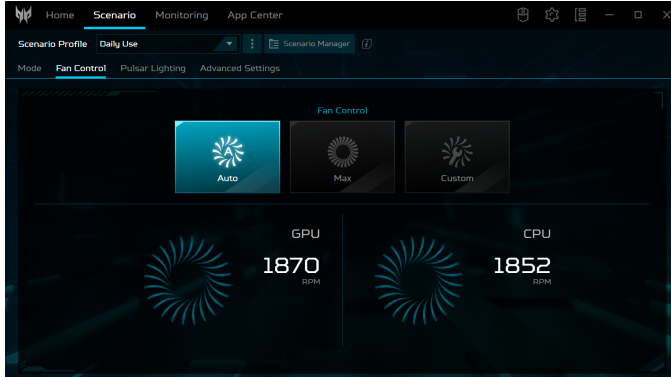 Home Scenario Monitoring App Center
Scenario Profile Daily Use Scenario Manager
Mode Fan Control Pulsar Lighting Advanced Settings
Fan Control
A
Auto Max Custom
GPU CPU
1870 1852
RPM RPM